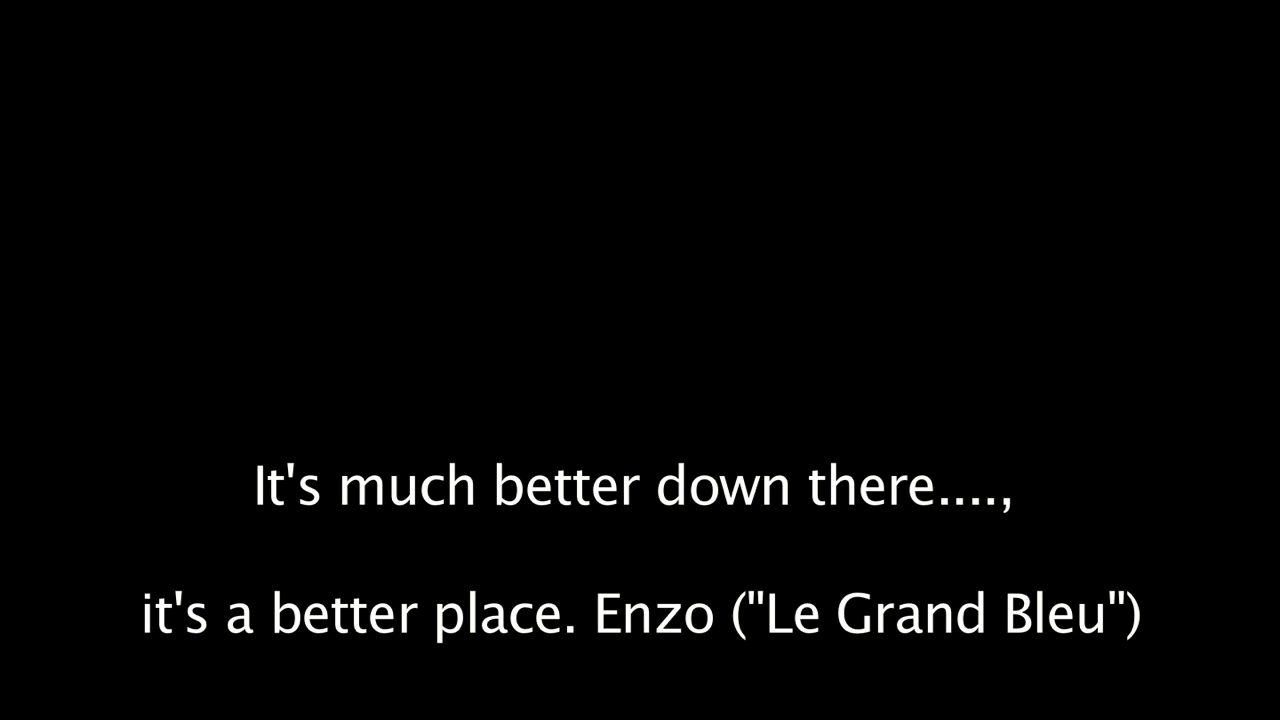 It's much better down there....,
it's a better place. Enzo ("Le Grand Bleu")